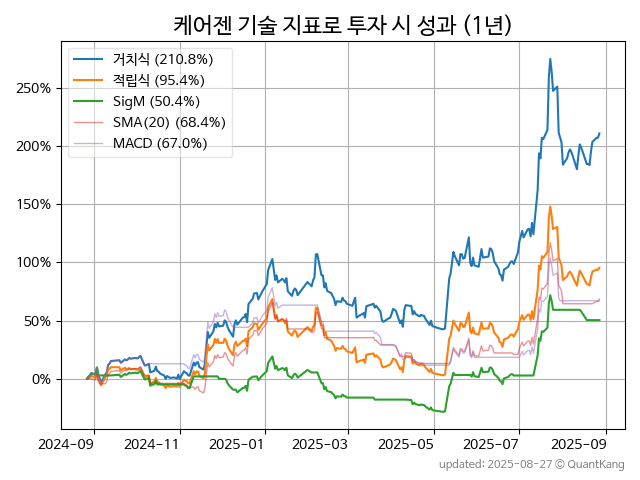 케어젠 기술 지표로 투자 시 성과 (1년)
거치식 (210.8%)
적립식 (95.4%)
SigM (50.4%)
SMA(20) (68.4%)
MACD (67.0%)
250%
200%
150%
100%
50%
0%
2024-09 2024-11 2025-01 2025-03 2025-05 2025-07 2025-09
updated: 2025-08-27 © QuantKang